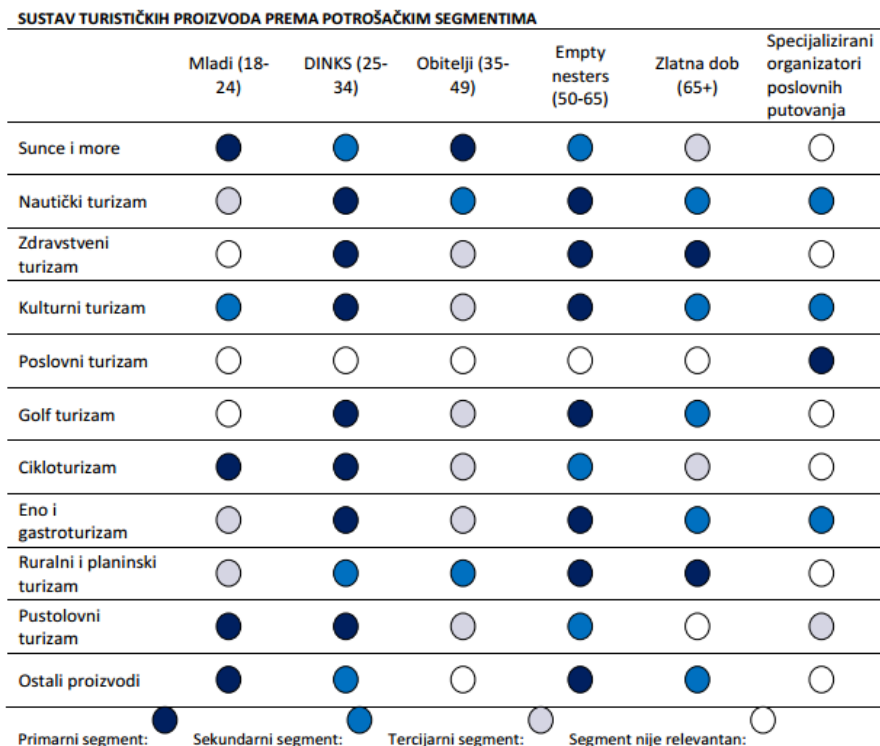 SUSTAV TURISTIČKIH PROIZVODA PREMA POTROŠAČKIM SEGMENTIMA
Mladi (18-
24)
DINKS (25-
34)
Obitelji (35-
49)
Empty
nesters
(50-65)
Zlatna dob
(65+)
Specijalizirani
organizatori
poslovnih
putovanja
Sunce i more
Nautički turizam
Zdravstveni
turizam
Kulturni turizam
Poslovni turizam
Golf turizam
Cikloturizam
Eno i
gastroturizam
Ruralni i planinski
turizam
Pustolovni
turizam
Ostali proizvodi
Primarni segment: Sekundarni segment: Tercijarni segment: Segment nije relevantan: